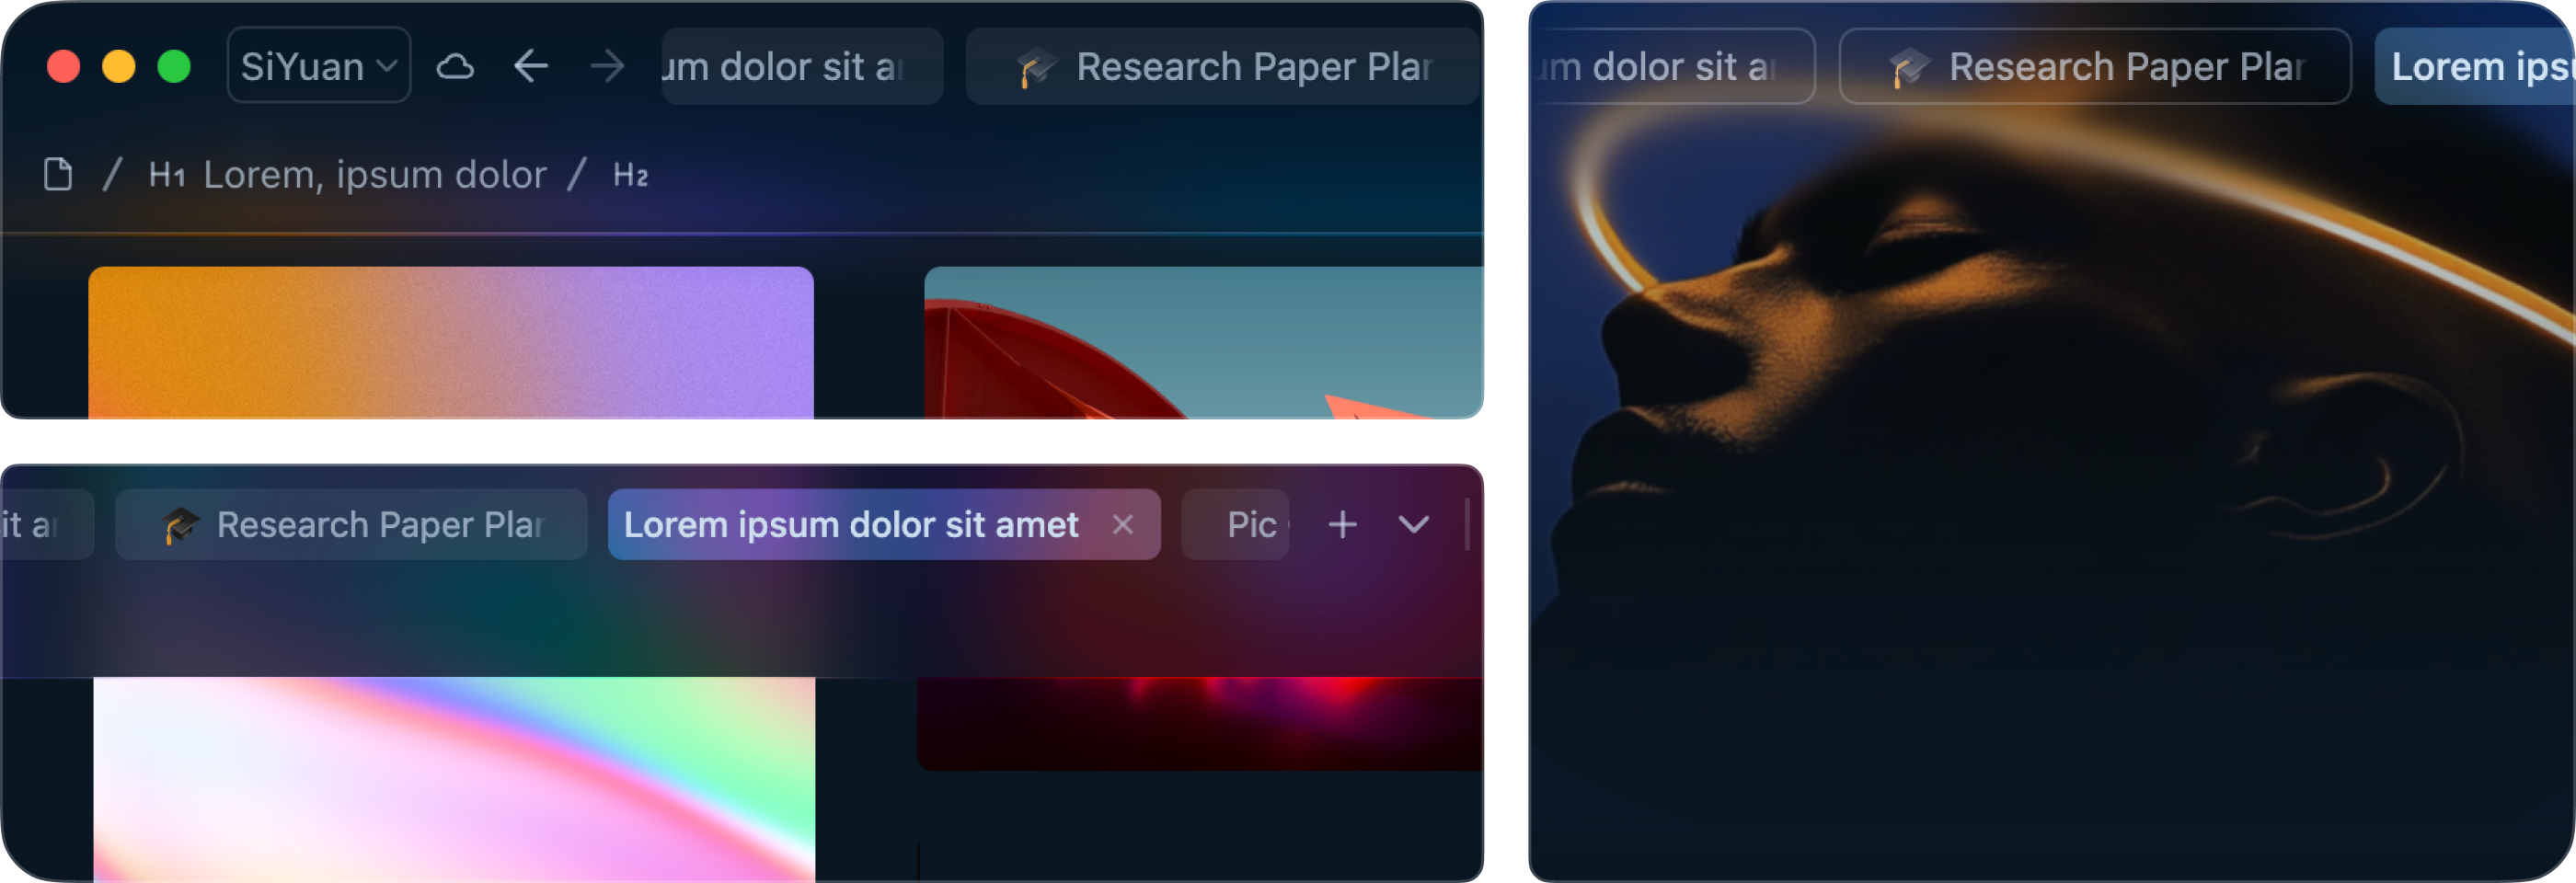 SiYuan
um dolor sit a
Research Paper Plar
/ H1 Lorem, ipsum dolor / H2
it ar
Research Paper Plar
Lorem ipsum dolor sit amet
Pic
um dolor sit a
Research Paper Plar
Lorem ips